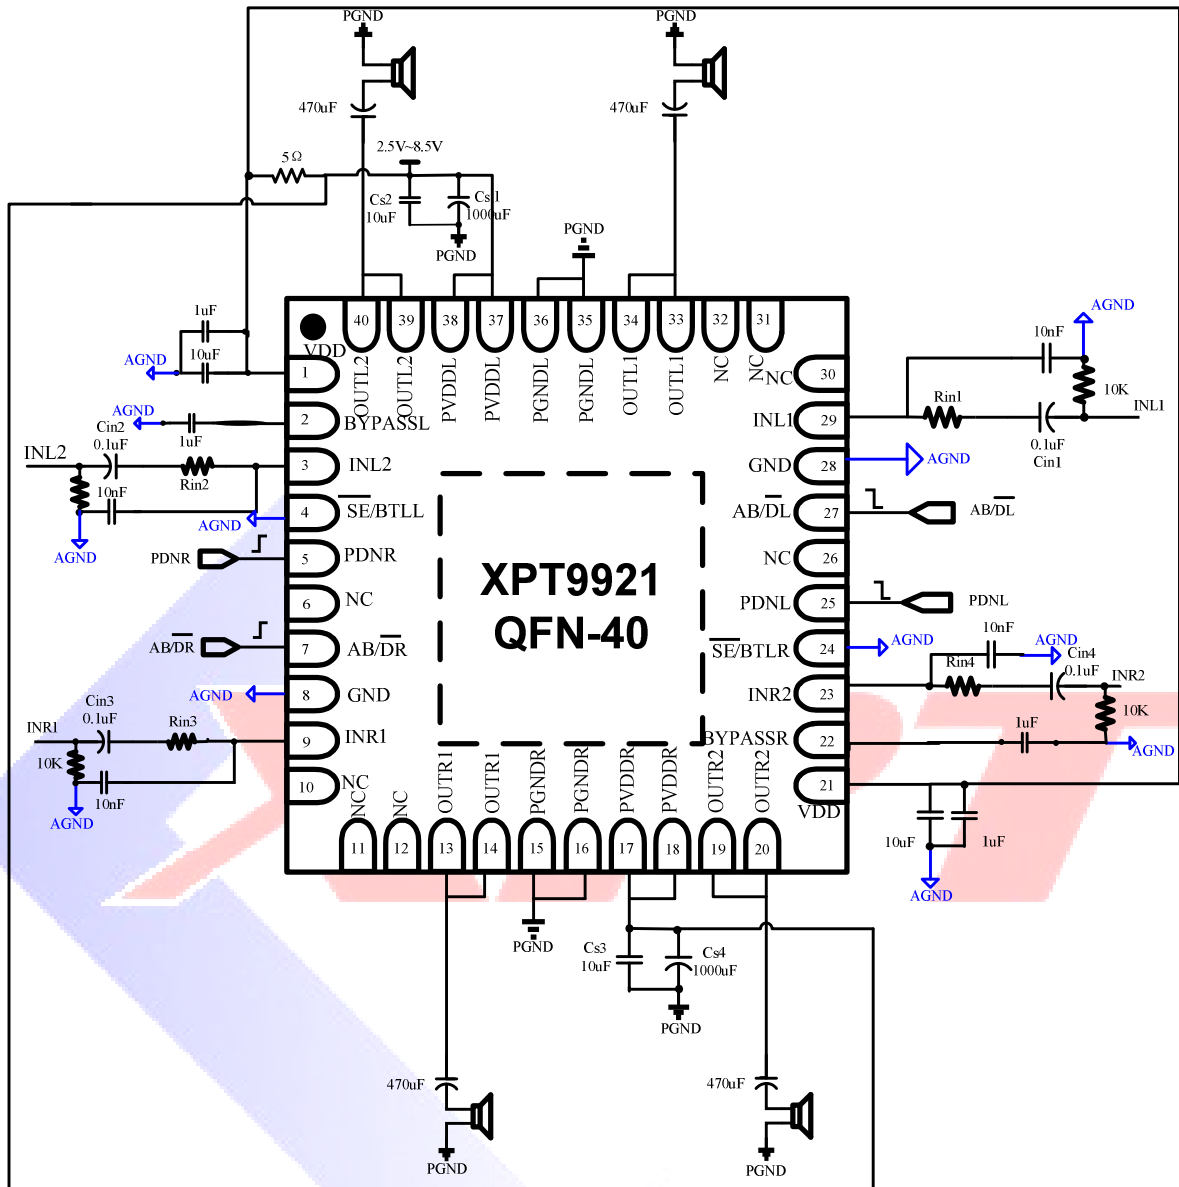 PGND
PGND
470uF
470uF
2.5V~8.5V
5Ω
Cs2
10uF
Cs1
1000uF
PGND
PGND
1uF
10uF
AGND
VDD
40
39
38
37
36
35
34
33
32
31
OUTL2
OUTL2
PVDDL
PVDDL
PGNDL
PGNDL
OUTL1
OUTL1
NC
NC
1
AGND
1uF
2
BYPASSL
Cin2
0.1uF
INL2
Rin2
10nF
AGND
3
INL2
AGND
4
SE/BTLL
PDNR
5
PDNR
6
NC
AB/DR
7
AB/DR
AGND
8
GND
Cin3
0.1uF
INR1
Rin3
10K
10nF
AGND
9
INR1
10
NC
XPT9921
QFN-40
NC
30
AGND
10nF
10K
INL1
29
Rin1
0.1uF
Cin1
INL1
GND
28
AGND
AB/DL
27
AB/DL
NC
26
PDNL
25
PDNL
SE/BTLR
24
AGND
10nF
AGND
INR2
23
Rin4
Cin4
0.1uF
INR2
10K
BYPASSR
22
1uF
AGND
21
VDD
10uF
1uF
AGND
NC
NC
OUTR1
OUTR1
PGNDR
PGNDR
PVDDR
PVDDR
OUTR2
OUTR2
11
12
13
14
15
16
17
18
19
20
PGND
Cs3
10uF
Cs4
1000uF
PGND
470uF
470uF
PGND
PGND